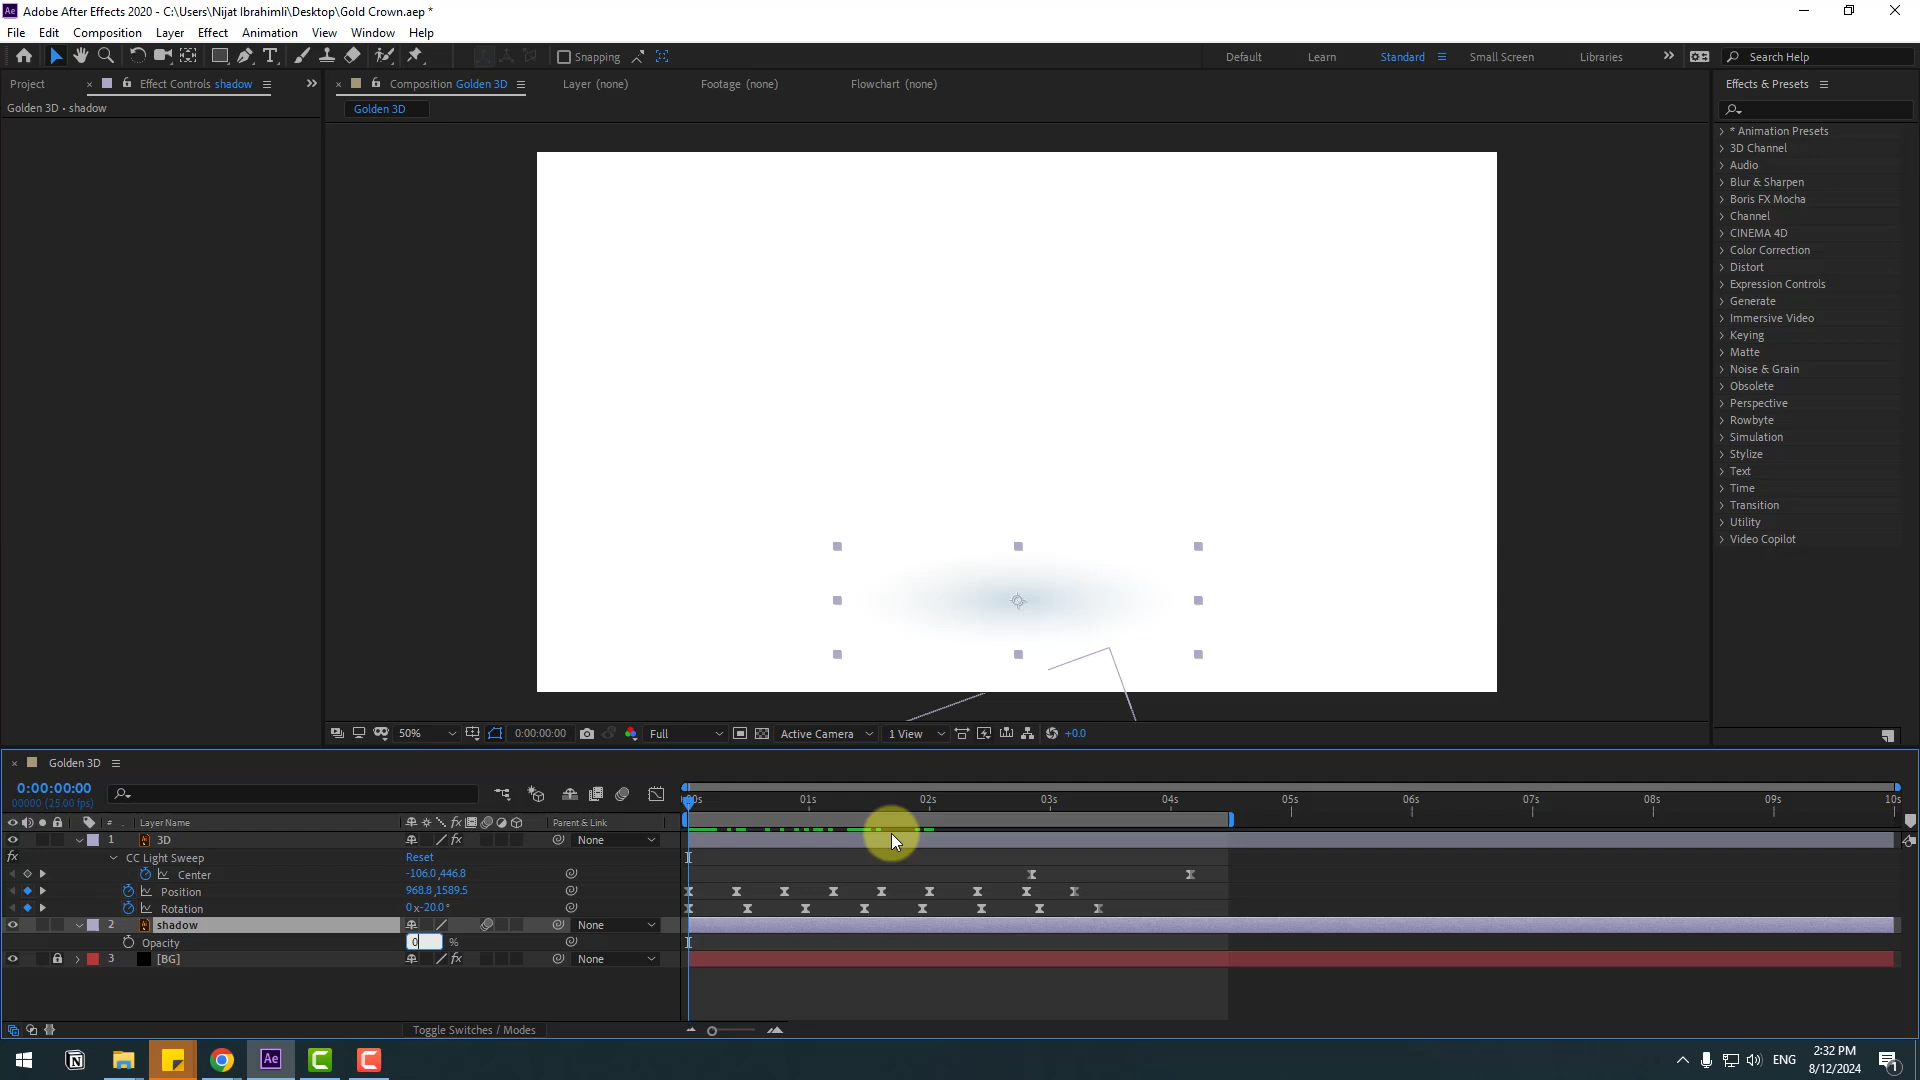 Adobe After Effects 2020 - C:\Users\Nijat Ibrahimli\Desktop\Gold Crown.aep *
File Edit Composition Layer Effect Animation View Window Help
Snapping Default Learn Standard Small Screen Libraries Search Help
Project Effect Controls shadow Composition Golden 3D Layer (none) Footage (none) Flowchart (none) Effects & Presets
Golden 3D • shadow
Golden 3D
* Animation Presets
3D Channel
Audio
Blur & Sharpen
Boris FX Mocha
Channel
CINEMA 4D
Color Correction
Distort
Expression Controls
Generate
Immersive Video
Keying
Matte
Noise & Grain
Obsolete
Perspective
Rowbyte
Simulation
Stylize
Text
Time
Transition
Utility
Video Copilot
50% 0:00:00:00 Full Active Camera 1 View +0.0
Golden 3D
0:00:00:00
00000 (25.00 fps)
00s 01s 02s 03s 04s 05s 06s 07s 08s 09s 10s
# Layer Name Parent & Link
1 3D None
CC Light Sweep Reset
Center -106.0,446.8
Position 968.8,1589.5
Rotation 0x-20.0°
2 shadow None
Opacity 0 %
3 [BG] None
Toggle Switches / Modes
ENG 2:32 PM
8/12/2024
1